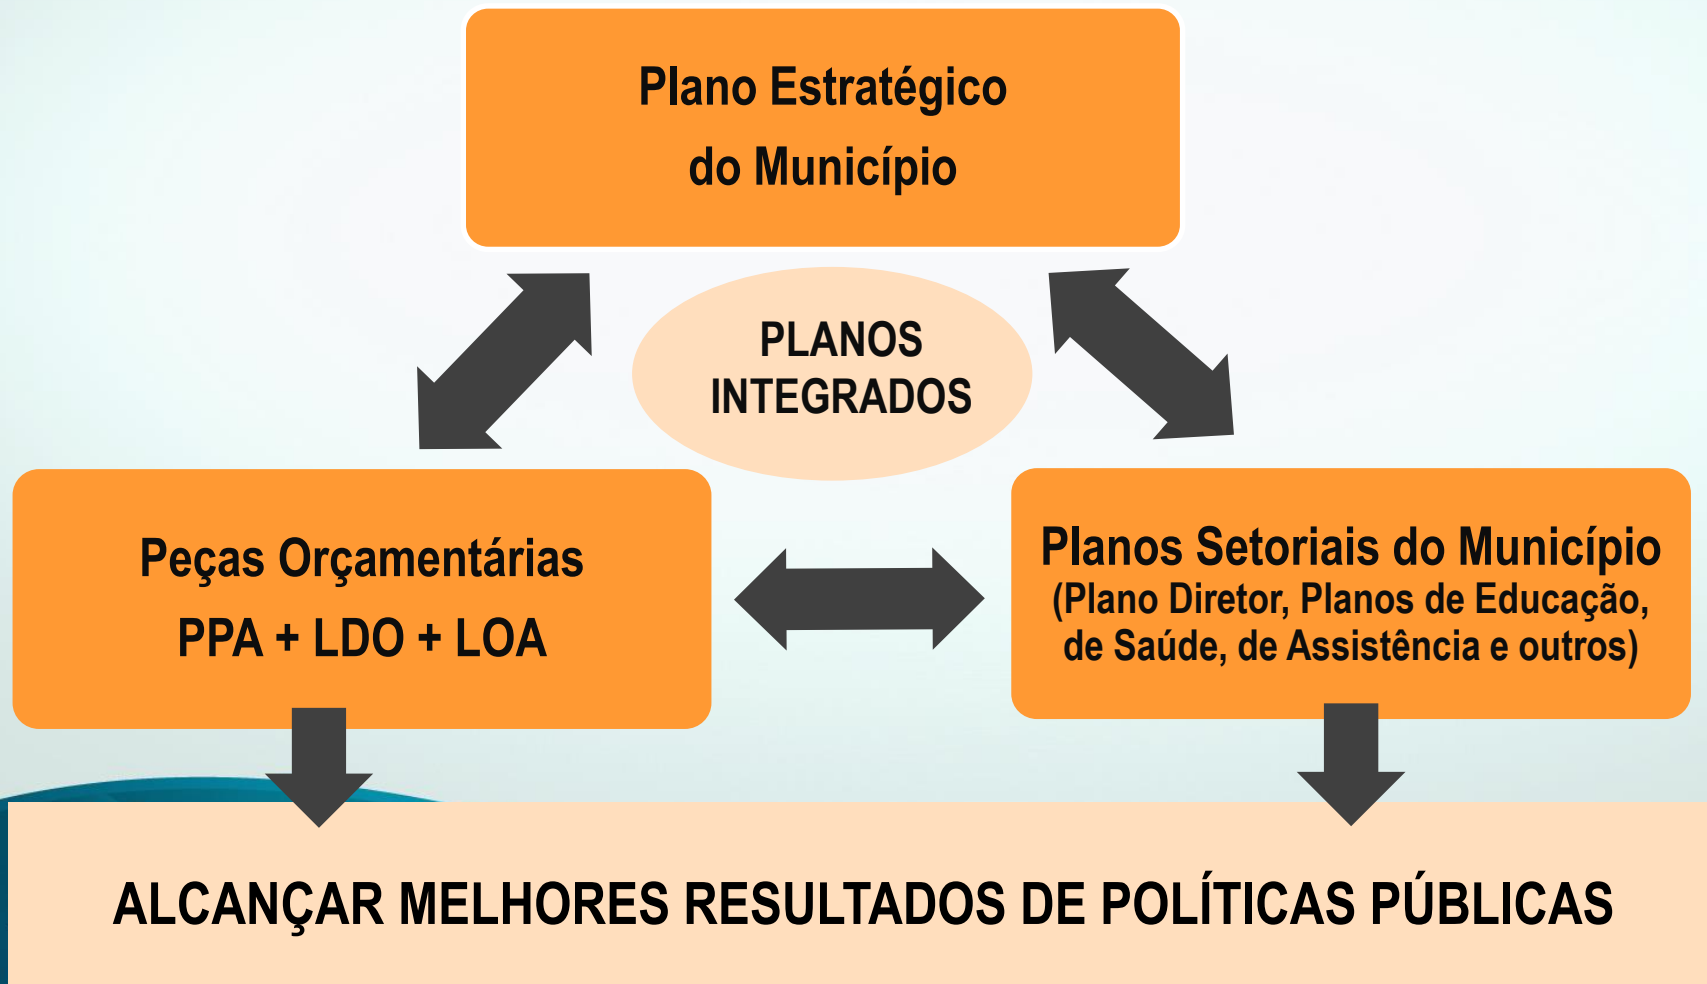 Plano Estratégico
do Município
PLANOS
INTEGRADOS
Peças Orçamentárias
PPA + LDO + LOA
Planos Setoriais do Município
(Plano Diretor, Planos de Educação,
de Saúde, de Assistência e outros)
ALCANÇAR MELHORES RESULTADOS DE POLÍTICAS PÚBLICAS